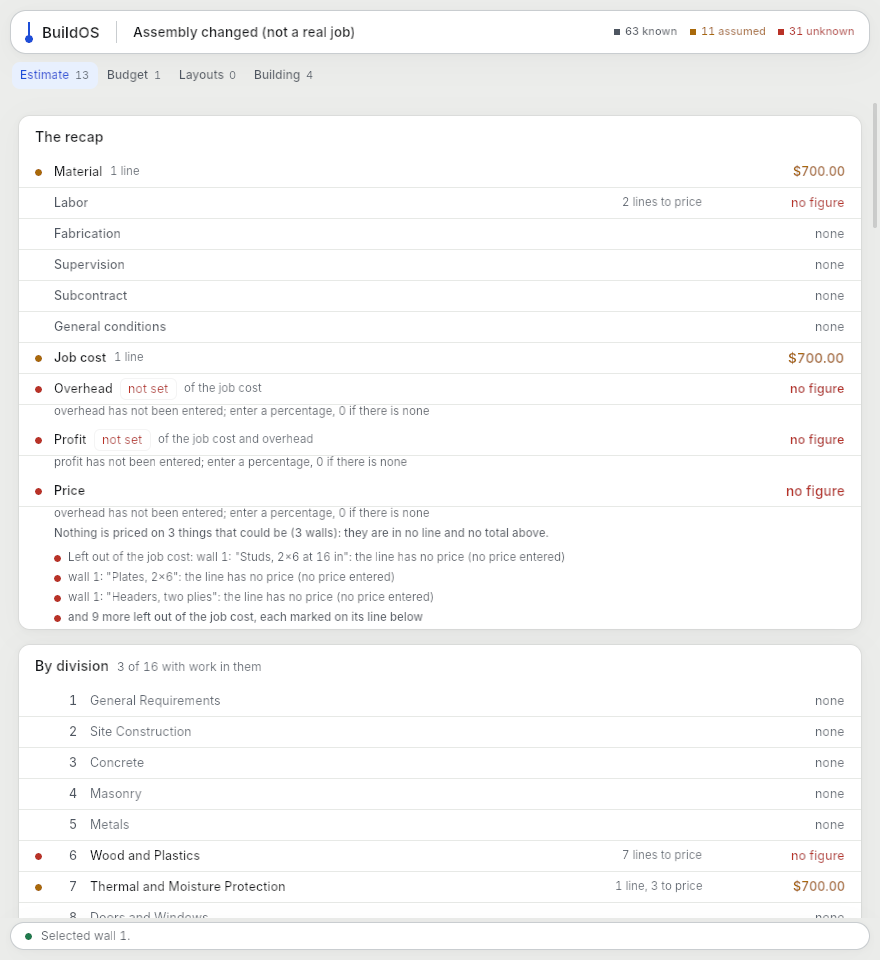 BuildOS Assembly changed (not a real job) 63 known 11 assumed 31 unknown
Estimate 13 Budget 1 Layouts 0 Building 4
The recap
Material 1 line $700.00
Labor 2 lines to price no figure
Fabrication none
Supervision none
Subcontract none
General conditions none
Job cost 1 line $700.00
Overhead not set of the job cost no figure
overhead has not been entered; enter a percentage, 0 if there is none
Profit not set of the job cost and overhead no figure
profit has not been entered; enter a percentage, 0 if there is none
Price no figure
overhead has not been entered; enter a percentage, 0 if there is none
Nothing is priced on 3 things that could be (3 walls): they are in no line and no total above.
Left out of the job cost: wall 1: "Studs, 2×6 at 16 in": the line has no price (no price entered)
wall 1: "Plates, 2×6": the line has no price (no price entered)
wall 1: "Headers, two plies": the line has no price (no price entered)
and 9 more left out of the job cost, each marked on its line below
By division 3 of 16 with work in them
1 General Requirements none
2 Site Construction none
3 Concrete none
4 Masonry none
5 Metals none
6 Wood and Plastics 7 lines to price no figure
7 Thermal and Moisture Protection 1 line, 3 to price $700.00
8 Doors and Windows none
Selected wall 1.